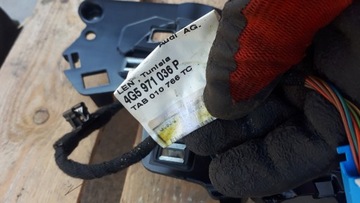 Audi AG.
LEN, Tunisia
4G5 971 036 P
TAB 010 766 TC